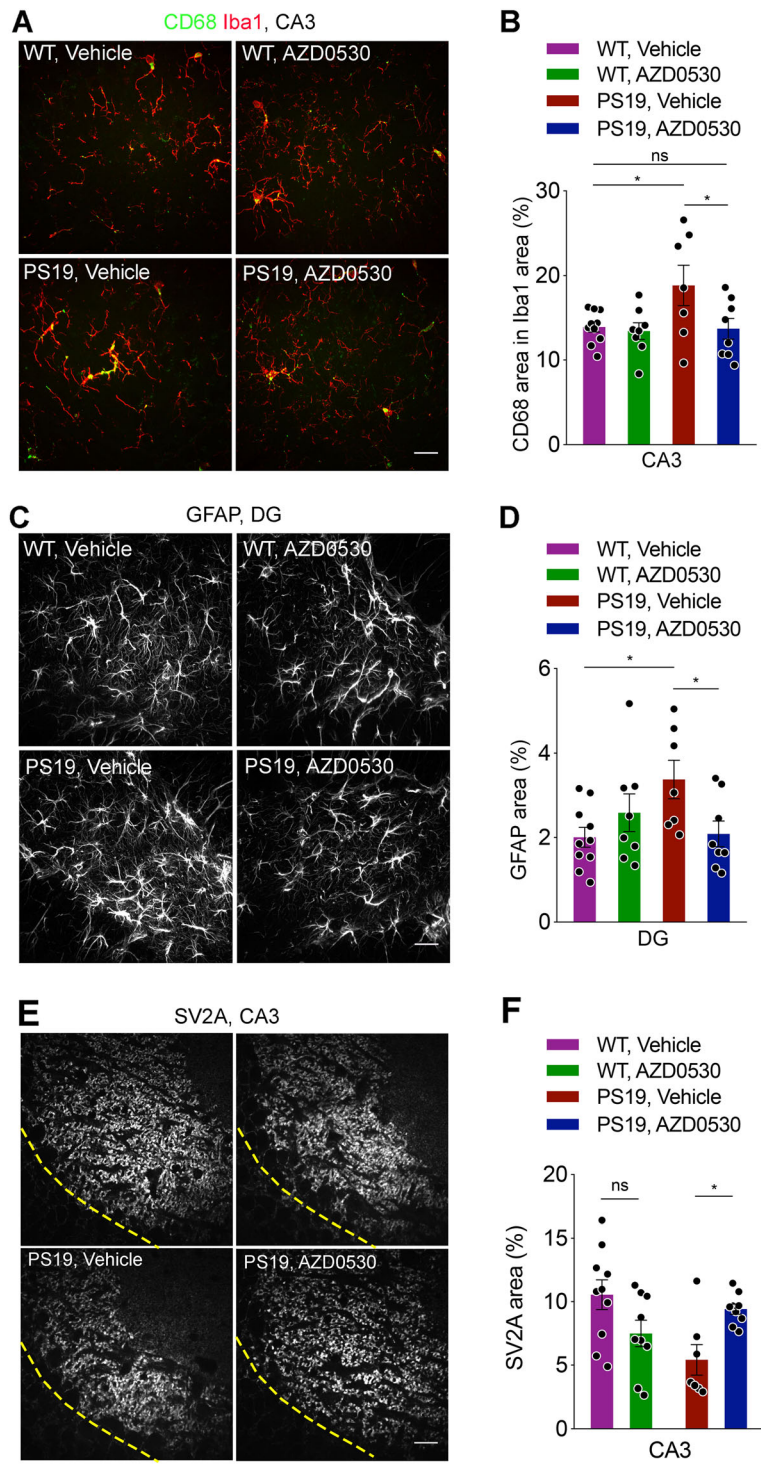 A
CD68 Iba1, CA3
WT, Vehicle
WT, AZD0530
PS19, Vehicle
PS19, AZD0530
B
WT, Vehicle
WT, AZD0530
PS19, Vehicle
PS19, AZD0530
ns
*
*
30
20
10
0
CD68 area in Iba1 area (%)
CA3
C
GFAP, DG
WT, Vehicle
WT, AZD0530
PS19, Vehicle
PS19, AZD0530
D
WT, Vehicle
WT, AZD0530
PS19, Vehicle
PS19, AZD0530
*
*
6
4
2
0
GFAP area (%)
DG
E
SV2A, CA3
PS19, Vehicle
PS19, AZD0530
F
WT, Vehicle
WT, AZD0530
PS19, Vehicle
PS19, AZD0530
ns
*
20
15
10
5
0
SV2A area (%)
CA3